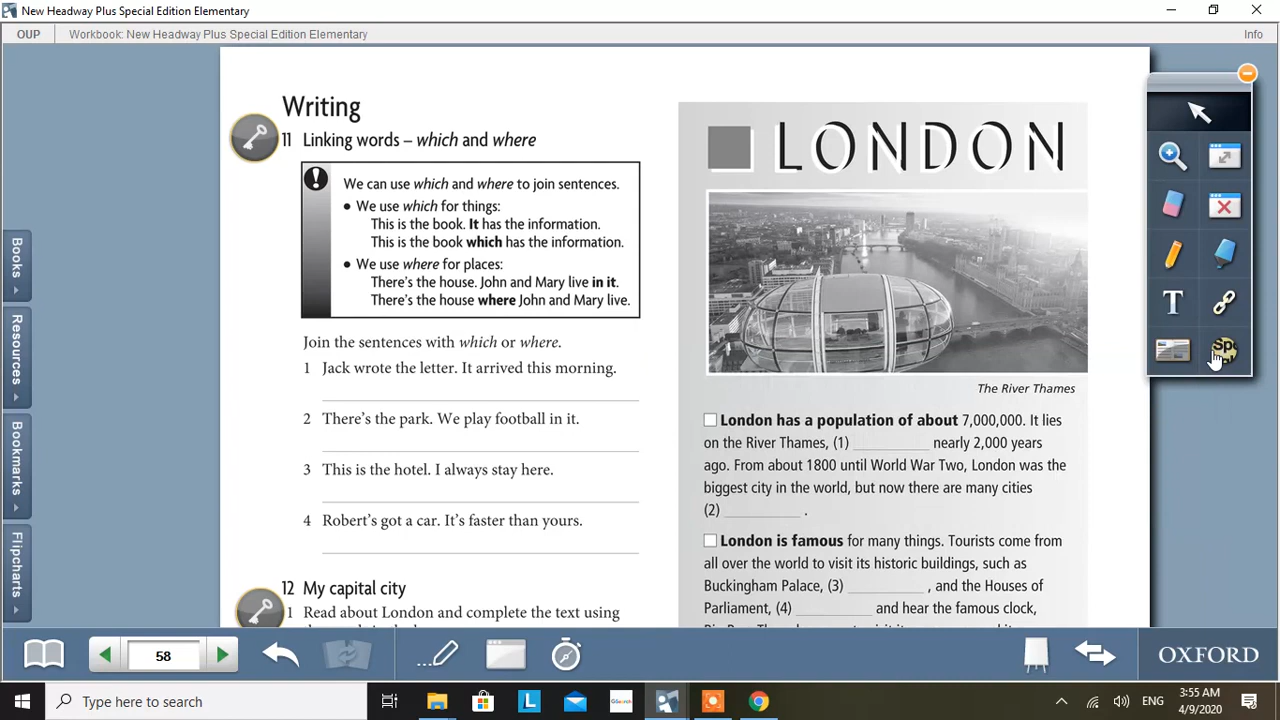 New Headway Plus Special Edition Elementary
OUP
Workbook: New Headway Plus Special Edition Elementary
Info
Books
Resources
Bookmarks
Flipcharts
Writing
11 Linking words – which and where
We can use which and where to join sentences.
• We use which for things:
This is the book. It has the information.
This is the book which has the information.
• We use where for places:
There's the house. John and Mary live in it.
There's the house where John and Mary live.
Join the sentences with which or where.
1 Jack wrote the letter. It arrived this morning.
2 There's the park. We play football in it.
3 This is the hotel. I always stay here.
4 Robert's got a car. It's faster than yours.
12 My capital city
1 Read about London and complete the text using
LONDON
The River Thames
London has a population of about 7,000,000. It lies
on the River Thames, (1) __________ nearly 2,000 years
ago. From about 1800 until World War Two, London was the
biggest city in the world, but now there are many cities
(2) __________ .
London is famous for many things. Tourists come from
all over the world to visit its historic buildings, such as
Buckingham Palace, (3) __________ , and the Houses of
Parliament, (4) __________ and hear the famous clock,
T
Spo
58
OXFORD
Type here to search
L
GSearch
ENG
3:55 AM
4/9/2020